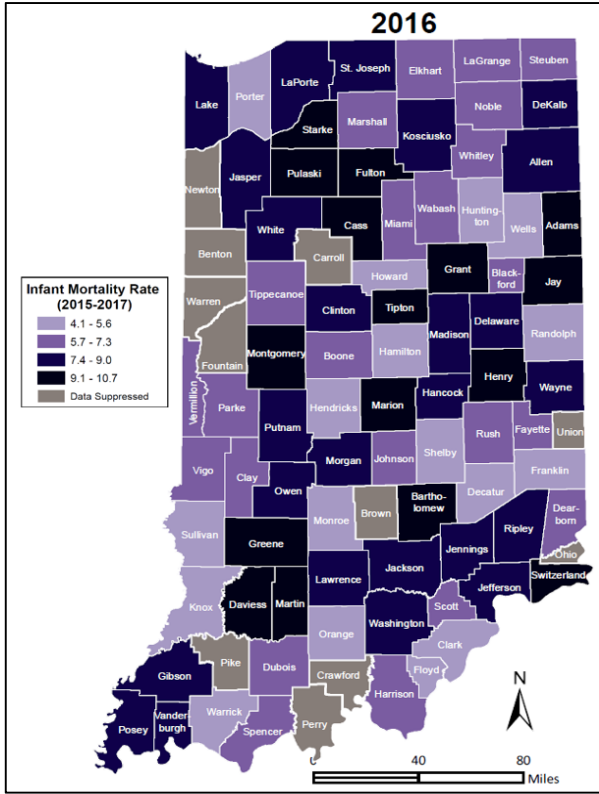 2016
St. Joseph
LaPorte
Elkhart
LaGrange
Steuben
Lake
Porter
Noble
DeKalb
Marshall
Starke
Kosciusko
Whitley
Allen
Newton
Jasper
Pulaski
Fulton
Hunting-
ton
Wabash
Miami
Wells
Adams
White
Cass
Benton
Carroll
Howard
Grant
Black-
ford
Jay
Warren
Tippecanoe
Clinton
Tipton
Madison
Delaware
Randolph
Fountain
Montgomery
Boone
Hamilton
Henry
Wayne
Vermillion
Parke
Putnam
Hendricks
Marion
Hancock
Rush
Fayette
Union
Morgan
Johnson
Shelby
Vigo
Clay
Owen
Franklin
Decatur
Monroe
Brown
Bartho-
lomew
Dear-
born
Ripley
Sullivan
Greene
Jennings
Ohio
Switzerland
Jackson
Lawrence
Jefferson
Knox
Daviess
Martin
Scott
Washington
Orange
Clark
Floyd
Gibson
Pike
Dubois
Crawford
Harrison
Perry
Posey
Vander-
burgh
Warrick
Spencer
Infant Mortality Rate
(2015-2017)
4.1 - 5.6
5.7 - 7.3
7.4 - 9.0
9.1 - 10.7
Data Suppressed
N
0 40 80
Miles